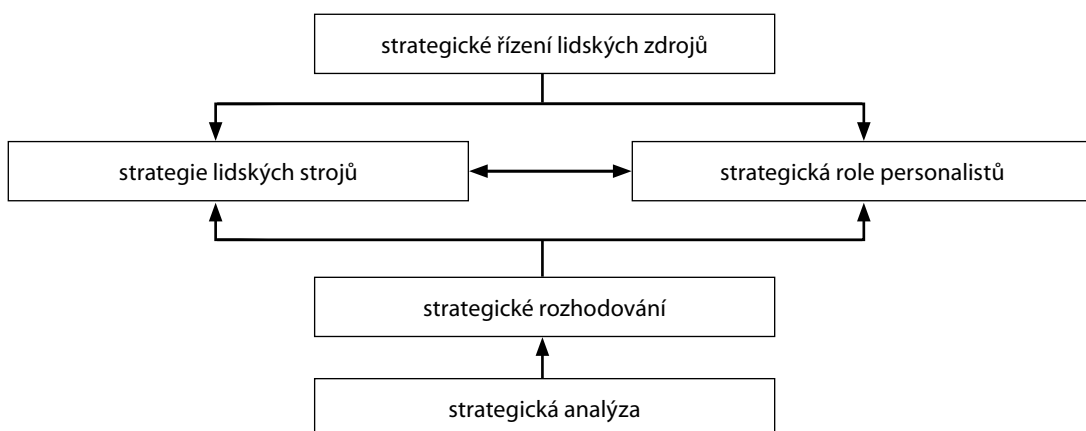 strategické řízení lidských zdrojů
strategie lidských strojů
strategická role personalistů
strategické rozhodování
strategická analýza